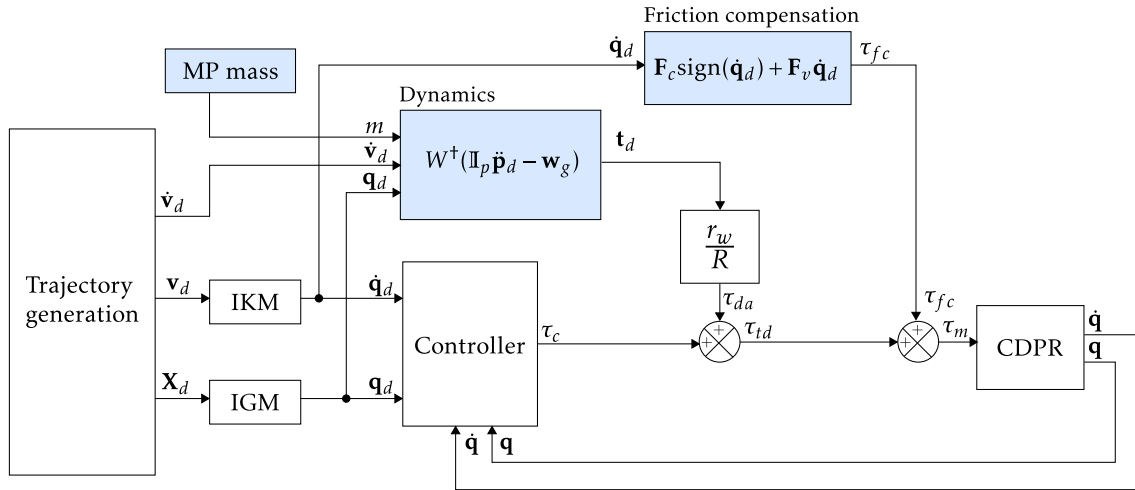 Friction compensation
q̇_d
F_c sign(q̇_d) + F_v q̇_d
τ_fc
MP mass
Dynamics
m
v̇_d
q_d
W†(𝕀_p p̈_d − w_g)
t_d
v̇_d
r_w
R
Trajectory
generation
v_d
IKM
q̇_d
Controller
τ_c
τ_da
+
+
τ_td
τ_fc
+
+
τ_m
CDPR
q̇
q
X_d
IGM
q_d
q̇ q